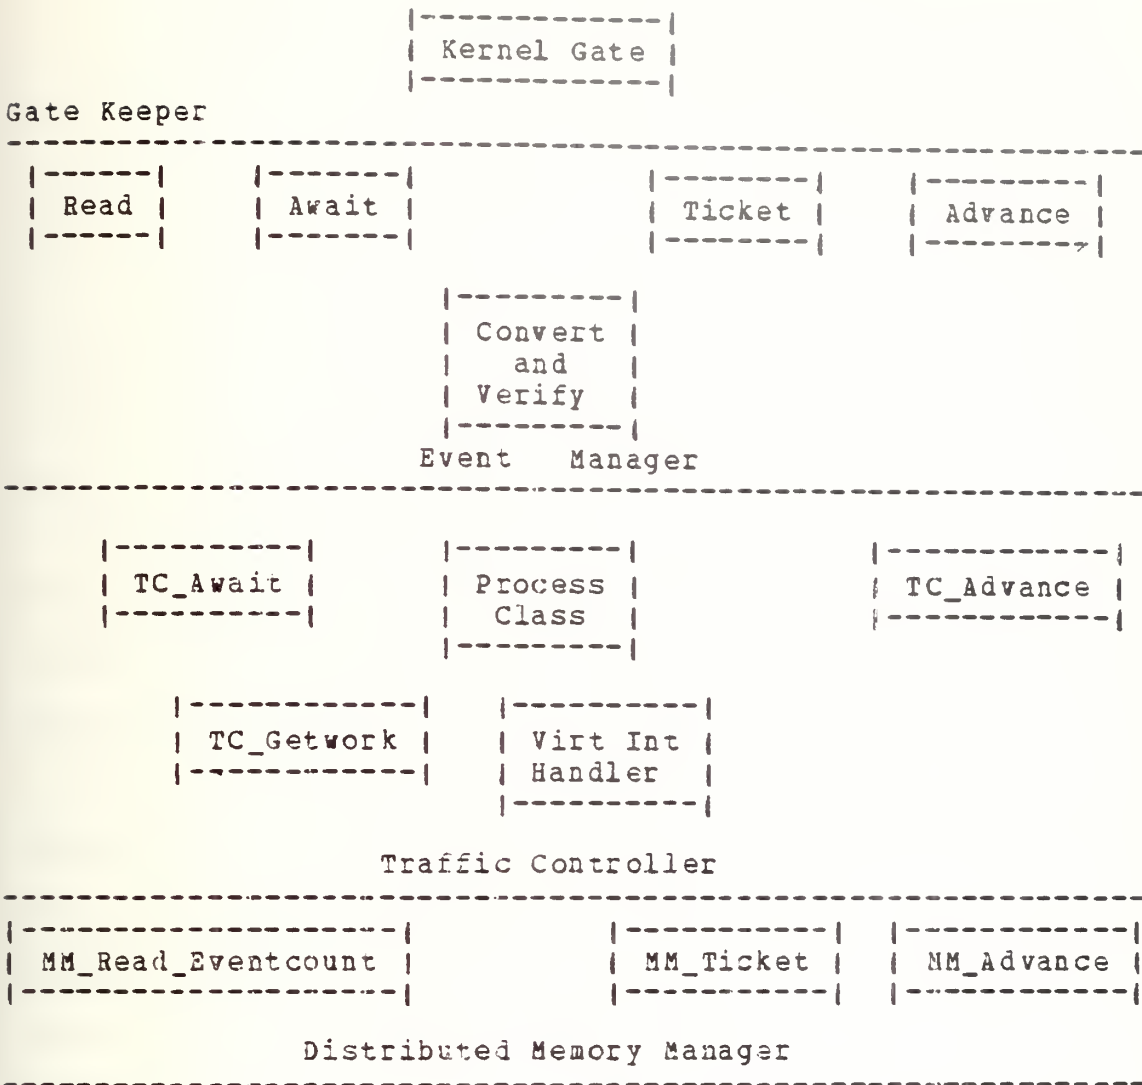 Kernel Gate
Gate Keeper
Read Await Ticket Advance
Convert
and
Verify
Event Manager
TC_Await Process TC_Advance
Class
TC_Getwork Virt Int
Handler
Traffic Controller
MM_Read_Eventcount MM_Ticket MM_Advance
Distributed Memory Manager